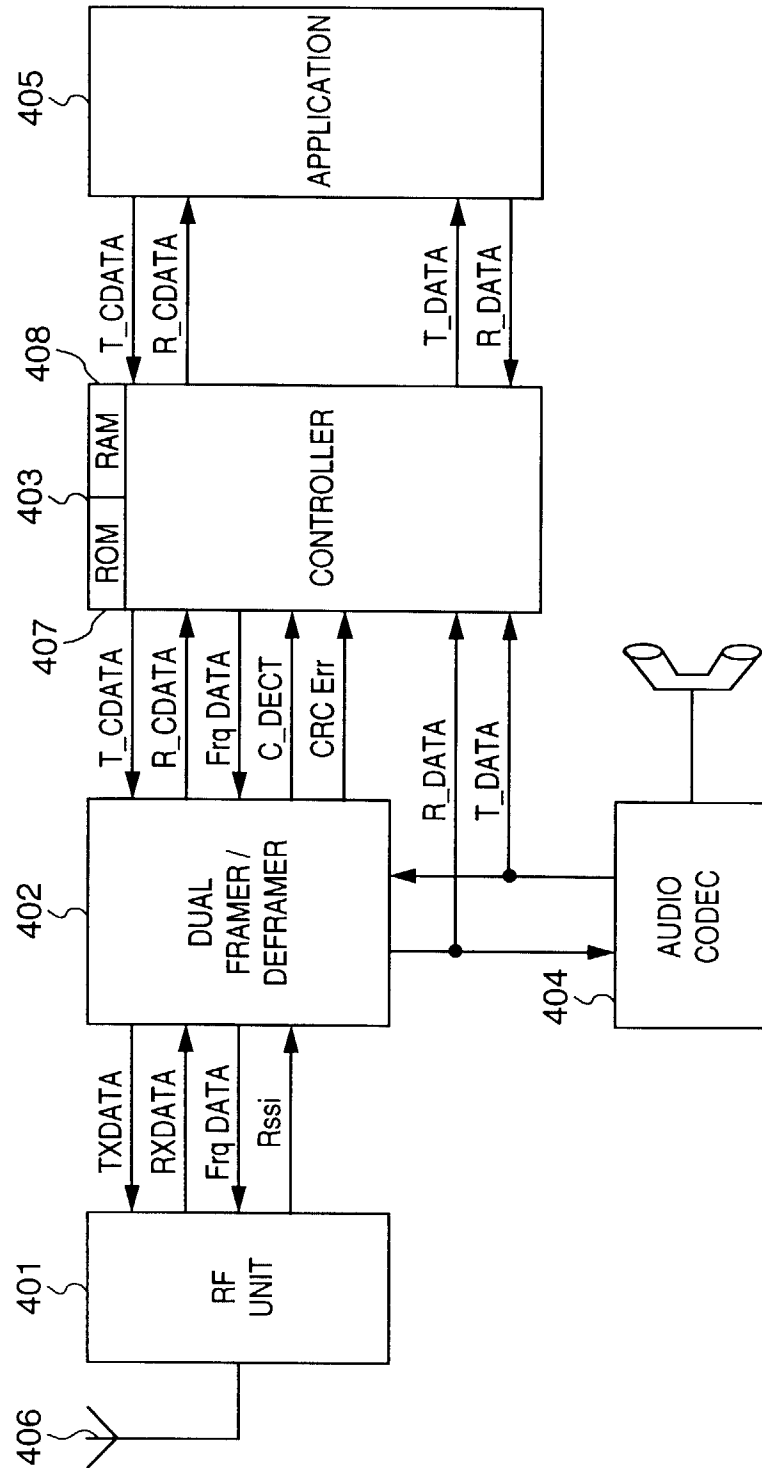 406
401
RF
UNIT
TXDATA
RXDATA
Frq DATA
Rssi
402
DUAL
FRAMER /
DEFRAMER
T_CDATA
R_CDATA
Frq DATA
C_DECT
CRC Err
R_DATA
T_DATA
404
AUDIO
CODEC
407
403
408
ROM
RAM
CONTROLLER
T_CDATA
R_CDATA
T_DATA
R_DATA
405
APPLICATION